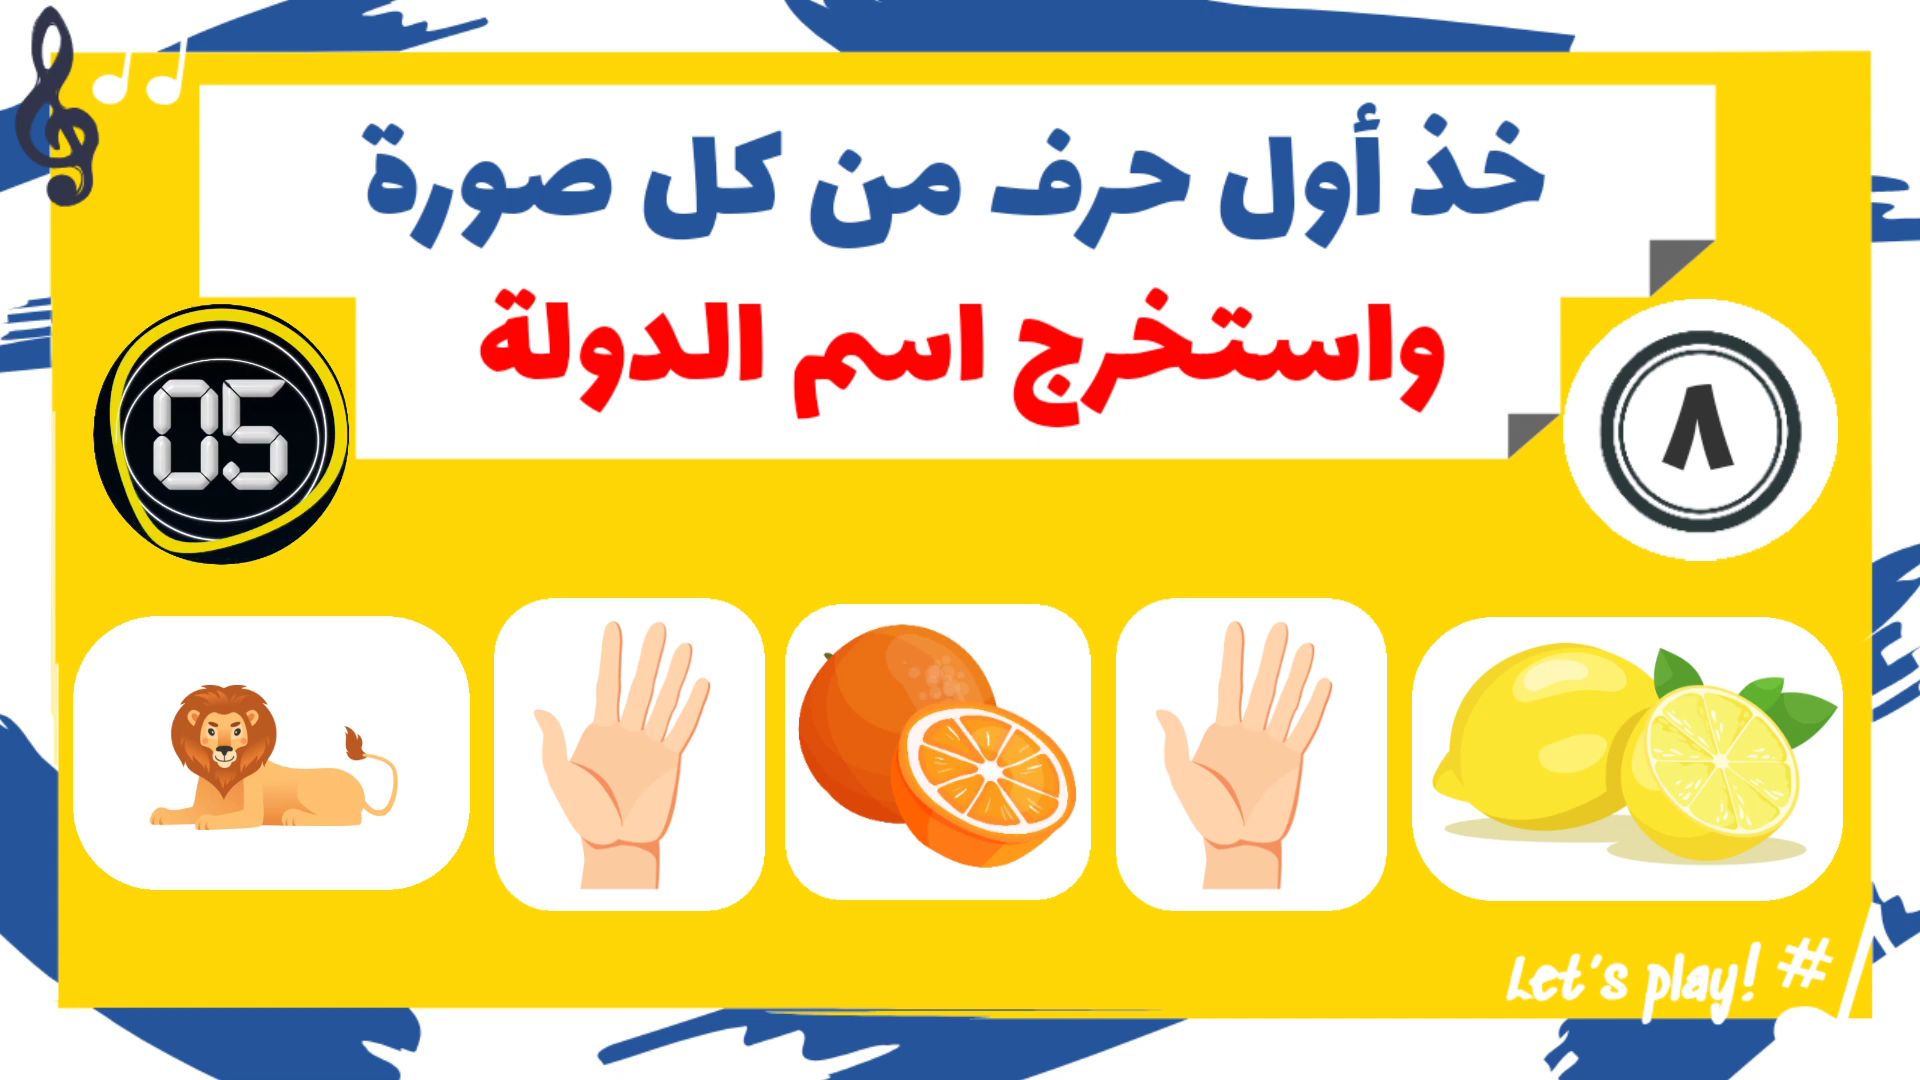 خذ أول حرف من كل صورة
واستخرج اسم الدولة
05
٨
Let's play!
#